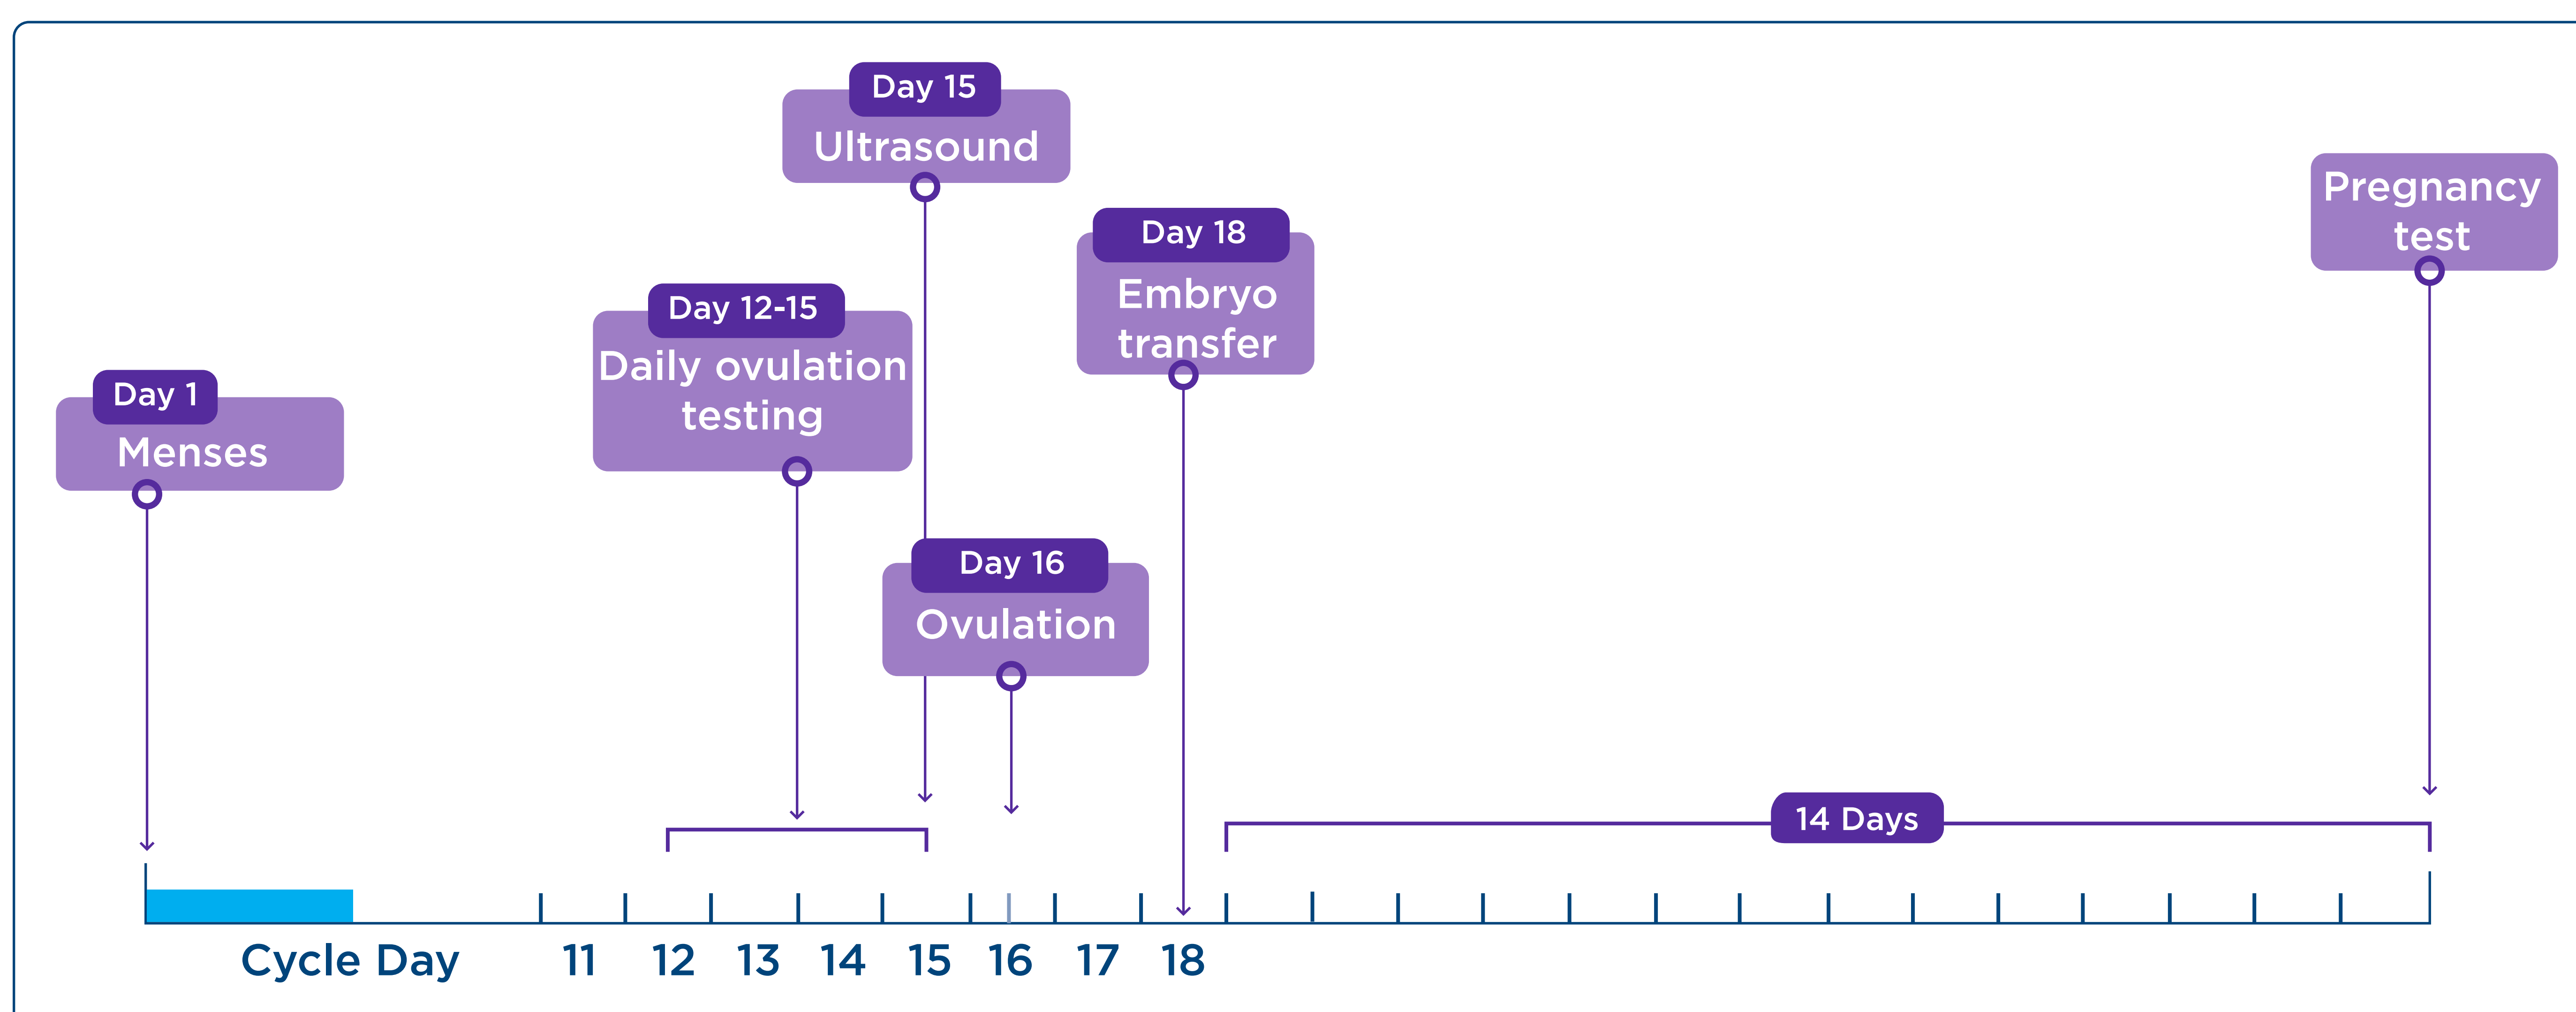 Day 1
Menses
Day 12-15
Daily ovulation
testing
Day 15
Ultrasound
Day 16
Ovulation
Day 18
Embryo
transfer
Pregnancy
test
14 Days
Cycle Day 11 12 13 14 15 16 17 18